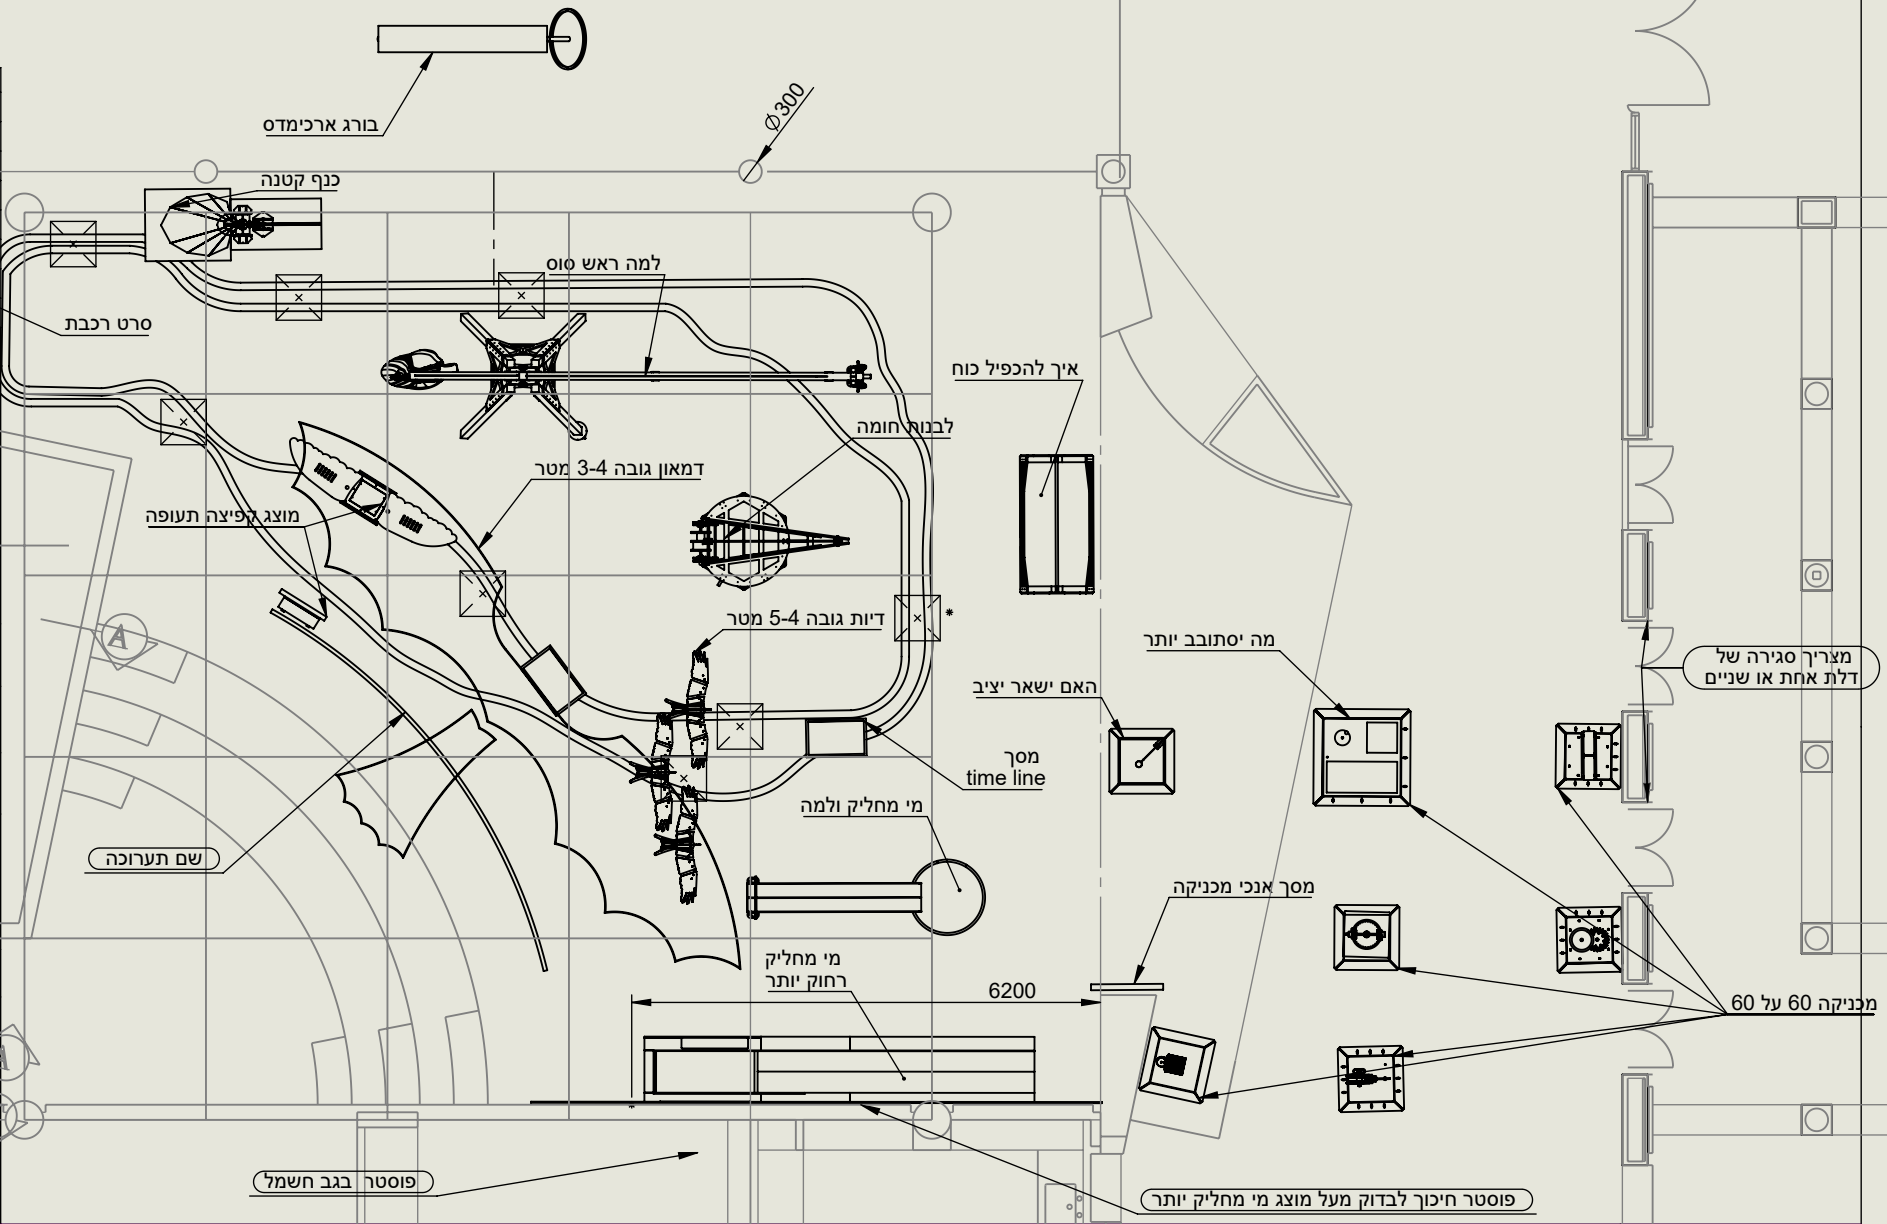 בורג ארכימדס
⌀300
כנף קטנה
למה ראש סוס
סרט רכבת
איך להכפיל כוח
לבנות חומה
דמאון גובה 3-4 מטר
מוצג קפיצה תעופה
A
דיות גובה 5-4 מטר
*
מה יסתובב יותר
מצריך סגירה של
דלת אחת או שניים
האם ישאר יציב
מסך
time line
מי מחליק ולמה
שם תערוכה
מסך אנכי מכניקה
מי מחליק
רחוק יותר
6200
מכניקה 60 על 60
A
פוסטר בגב חשמל
פוסטר חיכוך לבדוק מעל מוצג מי מחליק יותר